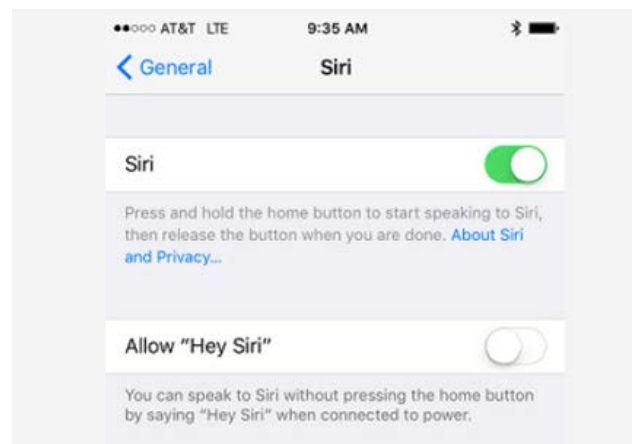 AT&T LTE 9:35 AM
General Siri
Siri
Press and hold the home button to start speaking to Siri,
then release the button when you are done. About Siri
and Privacy...
Allow “Hey Siri”
You can speak to Siri without pressing the home button
by saying “Hey Siri” when connected to power.